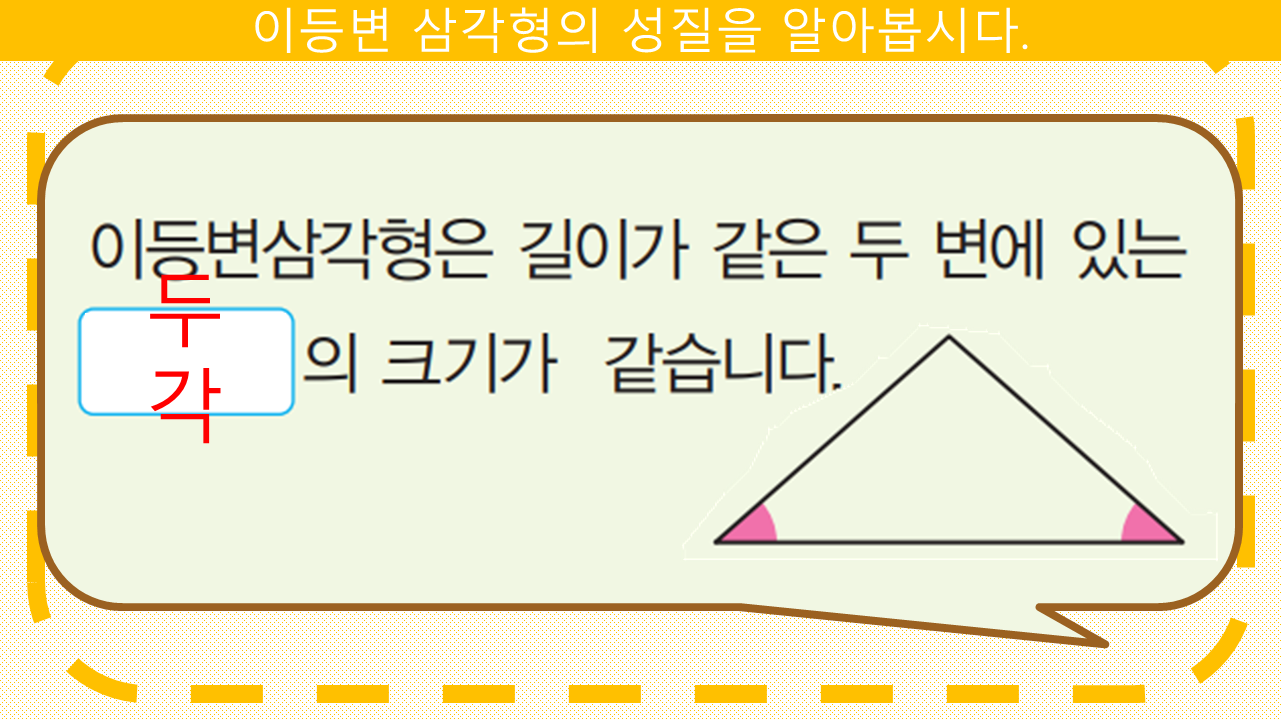 이등변 삼각형의 성질을 알아봅시다.
이등변삼각형은 길이가 같은 두 변에 있는
두
각
의 크기가 같습니다.